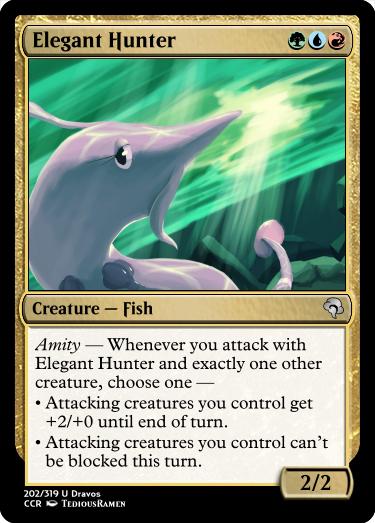 Elegant Hunter
Creature — Fish
Amity — Whenever you attack with
Elegant Hunter and exactly one other
creature, choose one —
• Attacking creatures you control get
+2/+0 until end of turn.
• Attacking creatures you control can't
be blocked this turn.
2/2
202/319 U Dravos
CCR TediousRamen